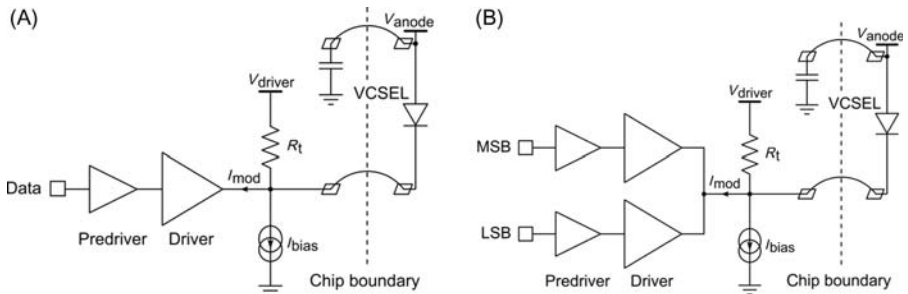 (A)
V_anode
V_driver
VCSEL
R_t
Data
I_mod
Predriver Driver
I_bias
Chip boundary
(B)
V_anode
V_driver
VCSEL
MSB
R_t
I_mod
LSB
I_bias
Predriver Driver
Chip boundary